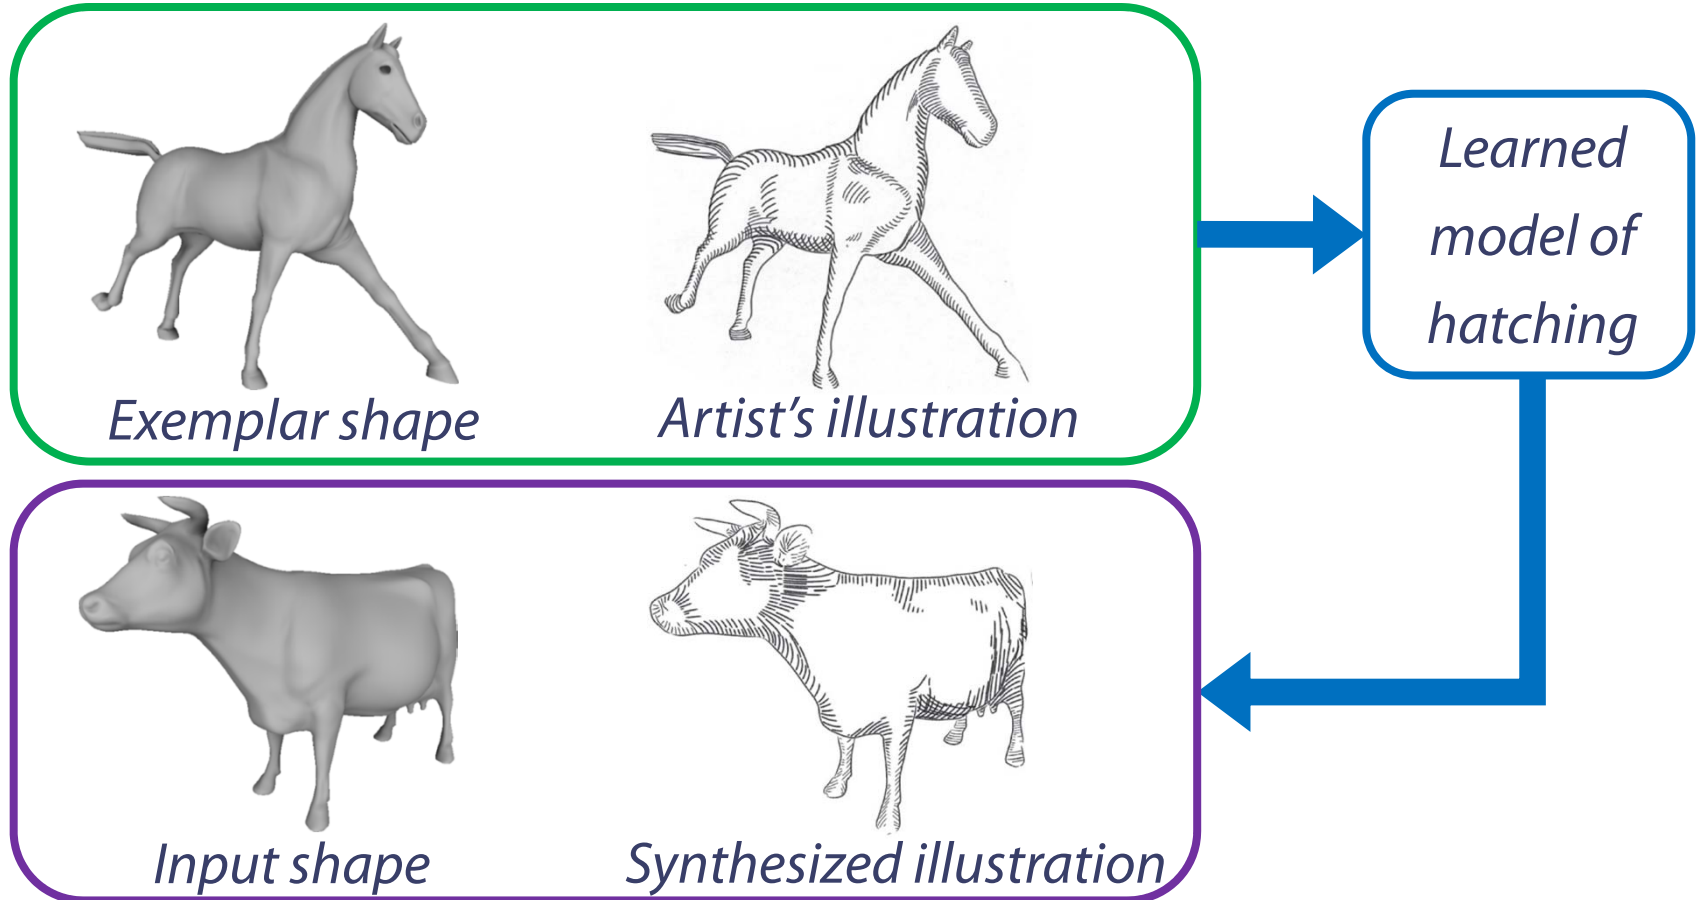 Exemplar shape
Artist’s illustration
Learned
model of
hatching
Input shape
Synthesized illustration